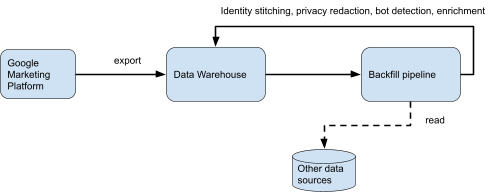 Identity stitching, privacy redaction, bot detection, enrichment
Google
Marketing
Platform
export
Data Warehouse
Backfill pipeline
read
Other data
sources